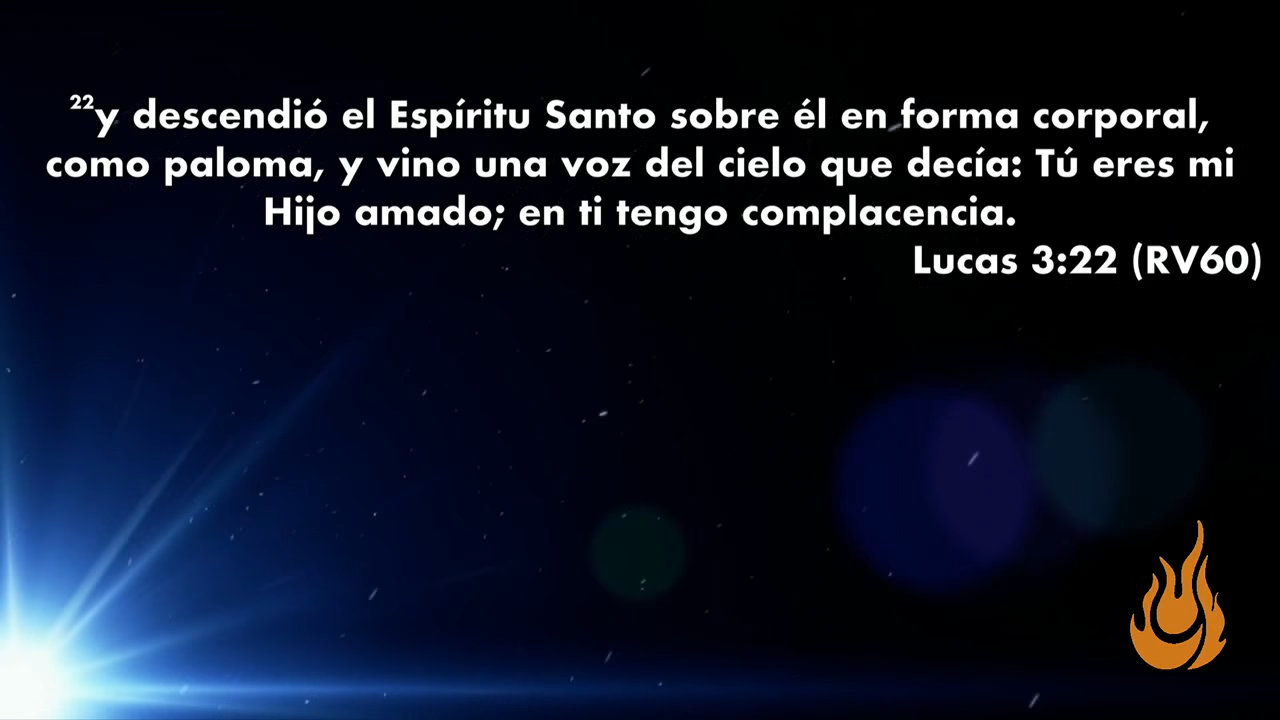 ²²y descendió el Espíritu Santo sobre él en forma corporal,
como paloma, y vino una voz del cielo que decía: Tú eres mi
Hijo amado; en ti tengo complacencia.
Lucas 3:22 (RV60)